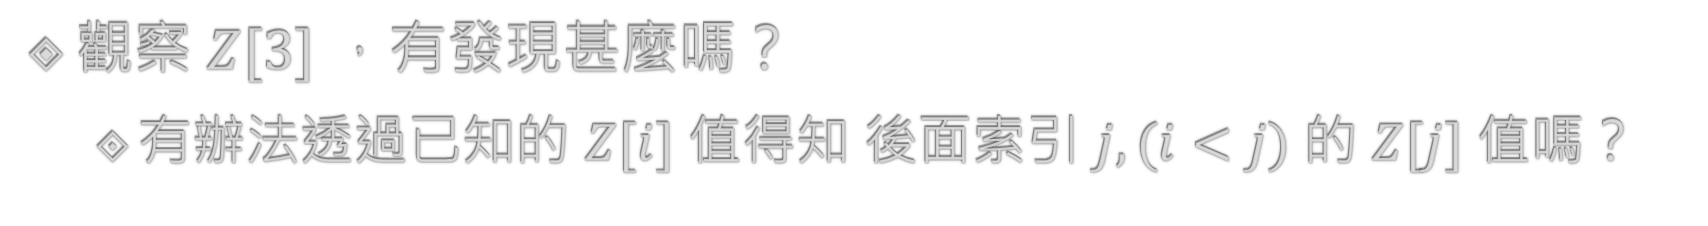 觀察 Z[3] ，有發現甚麼嗎？
有辦法透過已知的 Z[i] 值得知 後面索引 j,(i < j) 的 Z[j] 值嗎？